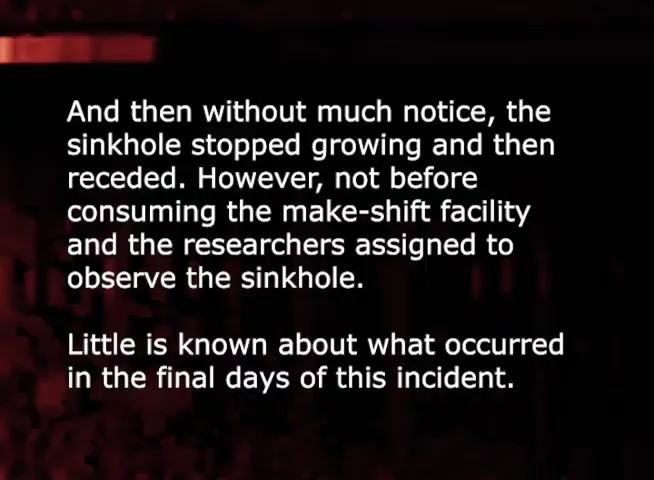 And then without much notice, the
sinkhole stopped growing and then
receded. However, not before
consuming the make-shift facility
and the researchers assigned to
observe the sinkhole.
Little is known about what occurred
in the final days of this incident.